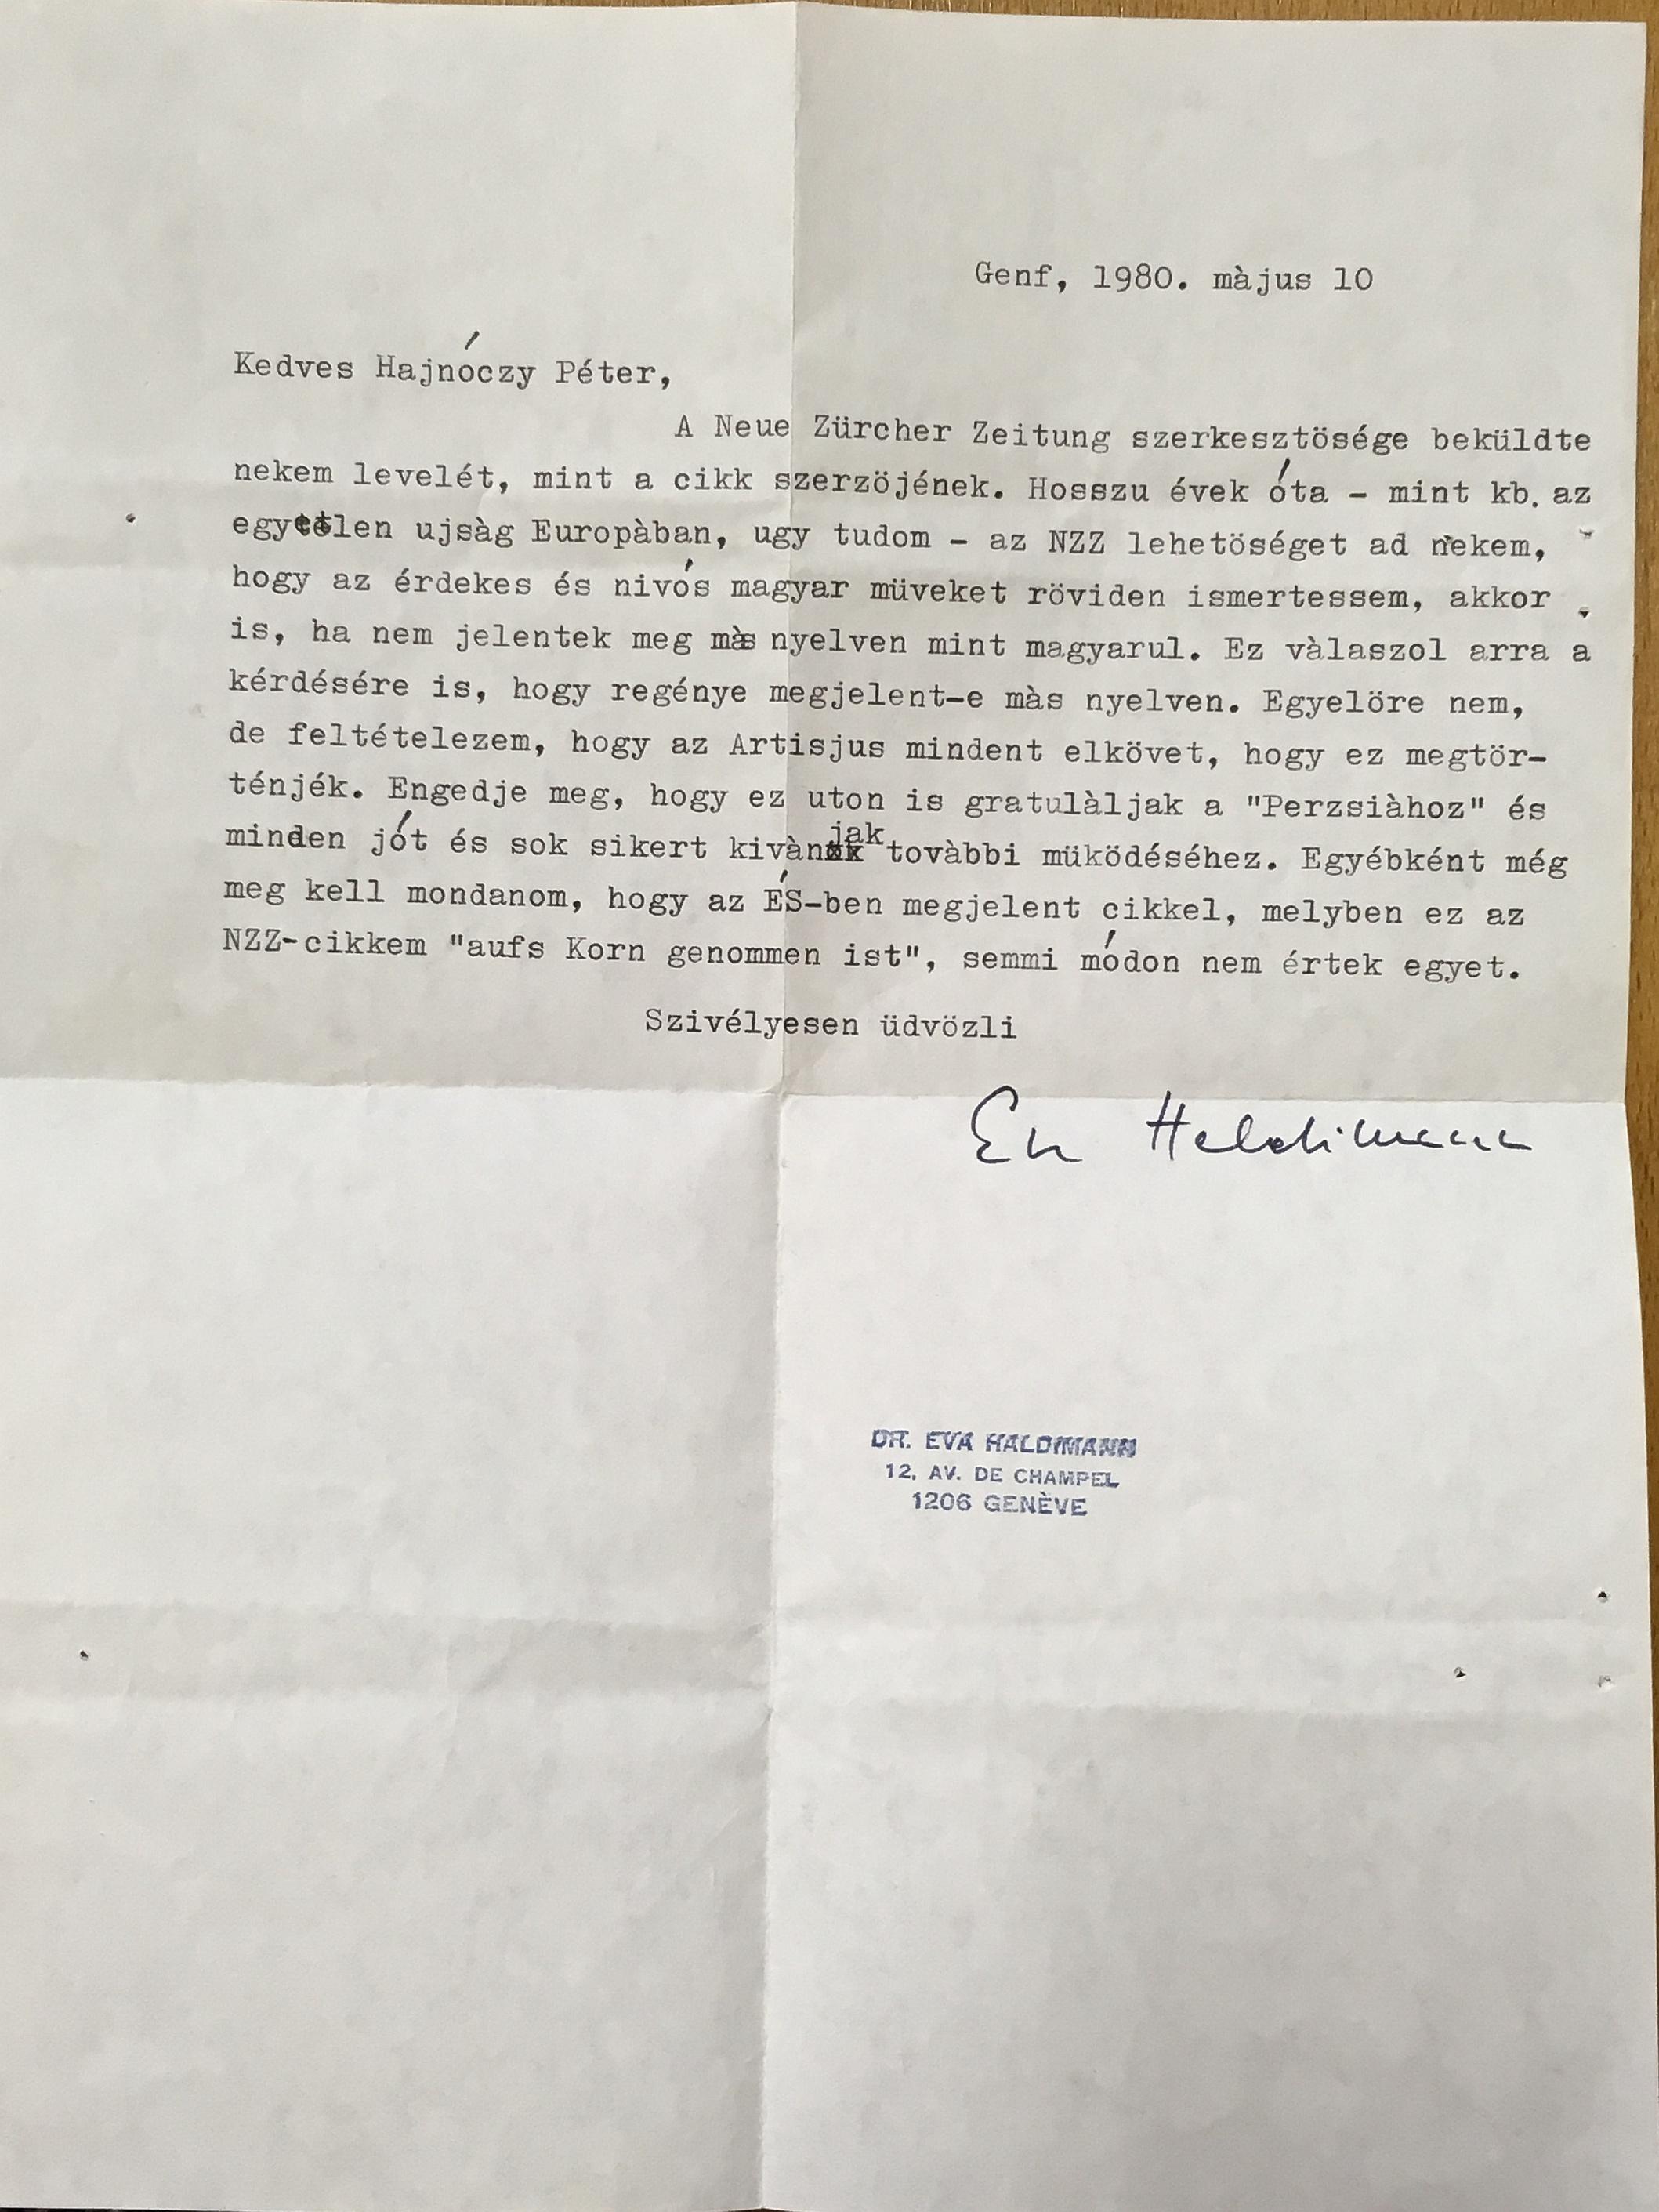 Genf, 1980. màjus 10
Kedves Hajnóczy Péter,
A Neue Zürcher Zeitung szerkesztösége beküldte
nekem levelét, mint a cikk szerzöjének. Hosszu évek óta - mint kb. az
egyetlen ujsàg Europàban, ugy tudom - az NZZ lehetöséget ad nekem,
hogy az érdekes és nivós magyar müveket röviden ismertessem, akkor
is, ha nem jelentek meg màs nyelven mint magyarul. Ez vàlaszol arra a
kérdésére is, hogy regénye megjelent-e màs nyelven. Egyelöre nem,
de feltételezem, hogy az Artisjus mindent elkövet, hogy ez megtör-
ténjék. Engedje meg, hogy ez uton is gratulàljak a "Perzsiàhoz" és
minden jót és sok sikert kivànjak tovàbbi müködéséhez. Egyébként még
meg kell mondanom, hogy az ÉS-ben megjelent cikkel, melyben ez az
NZZ-cikkem "aufs Korn genommen ist", semmi módon nem értek egyet.
Szivélyesen üdvözli
Eva Haldimann
DR. EVA HALDIMANN
12, AV. DE CHAMPEL
1206 GENÈVE